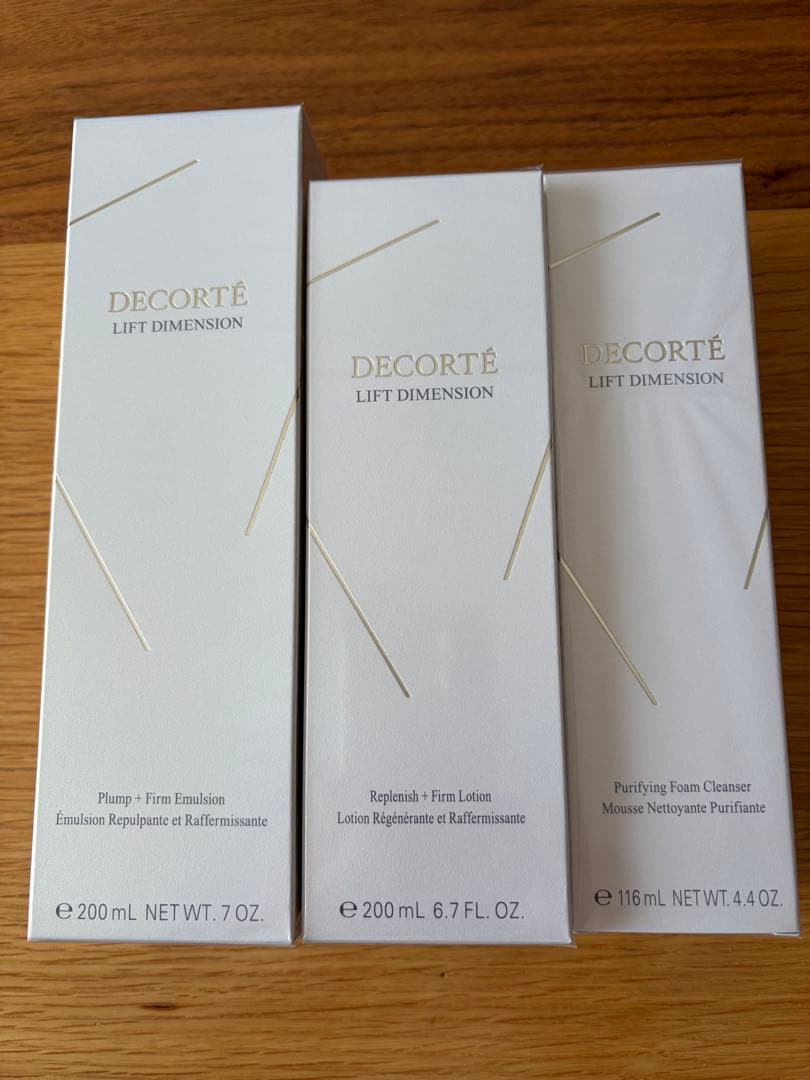 DECORTÉ
LIFT DIMENSION
Plump + Firm Emulsion
Émulsion Repulpante et Raffermissante
℮ 200 mL NET WT. 7 OZ.
DECORTÉ
LIFT DIMENSION
Replenish + Firm Lotion
Lotion Régénérante et Raffermissante
℮ 200 mL 6.7 FL. OZ.
DECORTÉ
LIFT DIMENSION
Purifying Foam Cleanser
Mousse Nettoyante Purifiante
℮ 116 mL NET WT. 4.4 OZ.